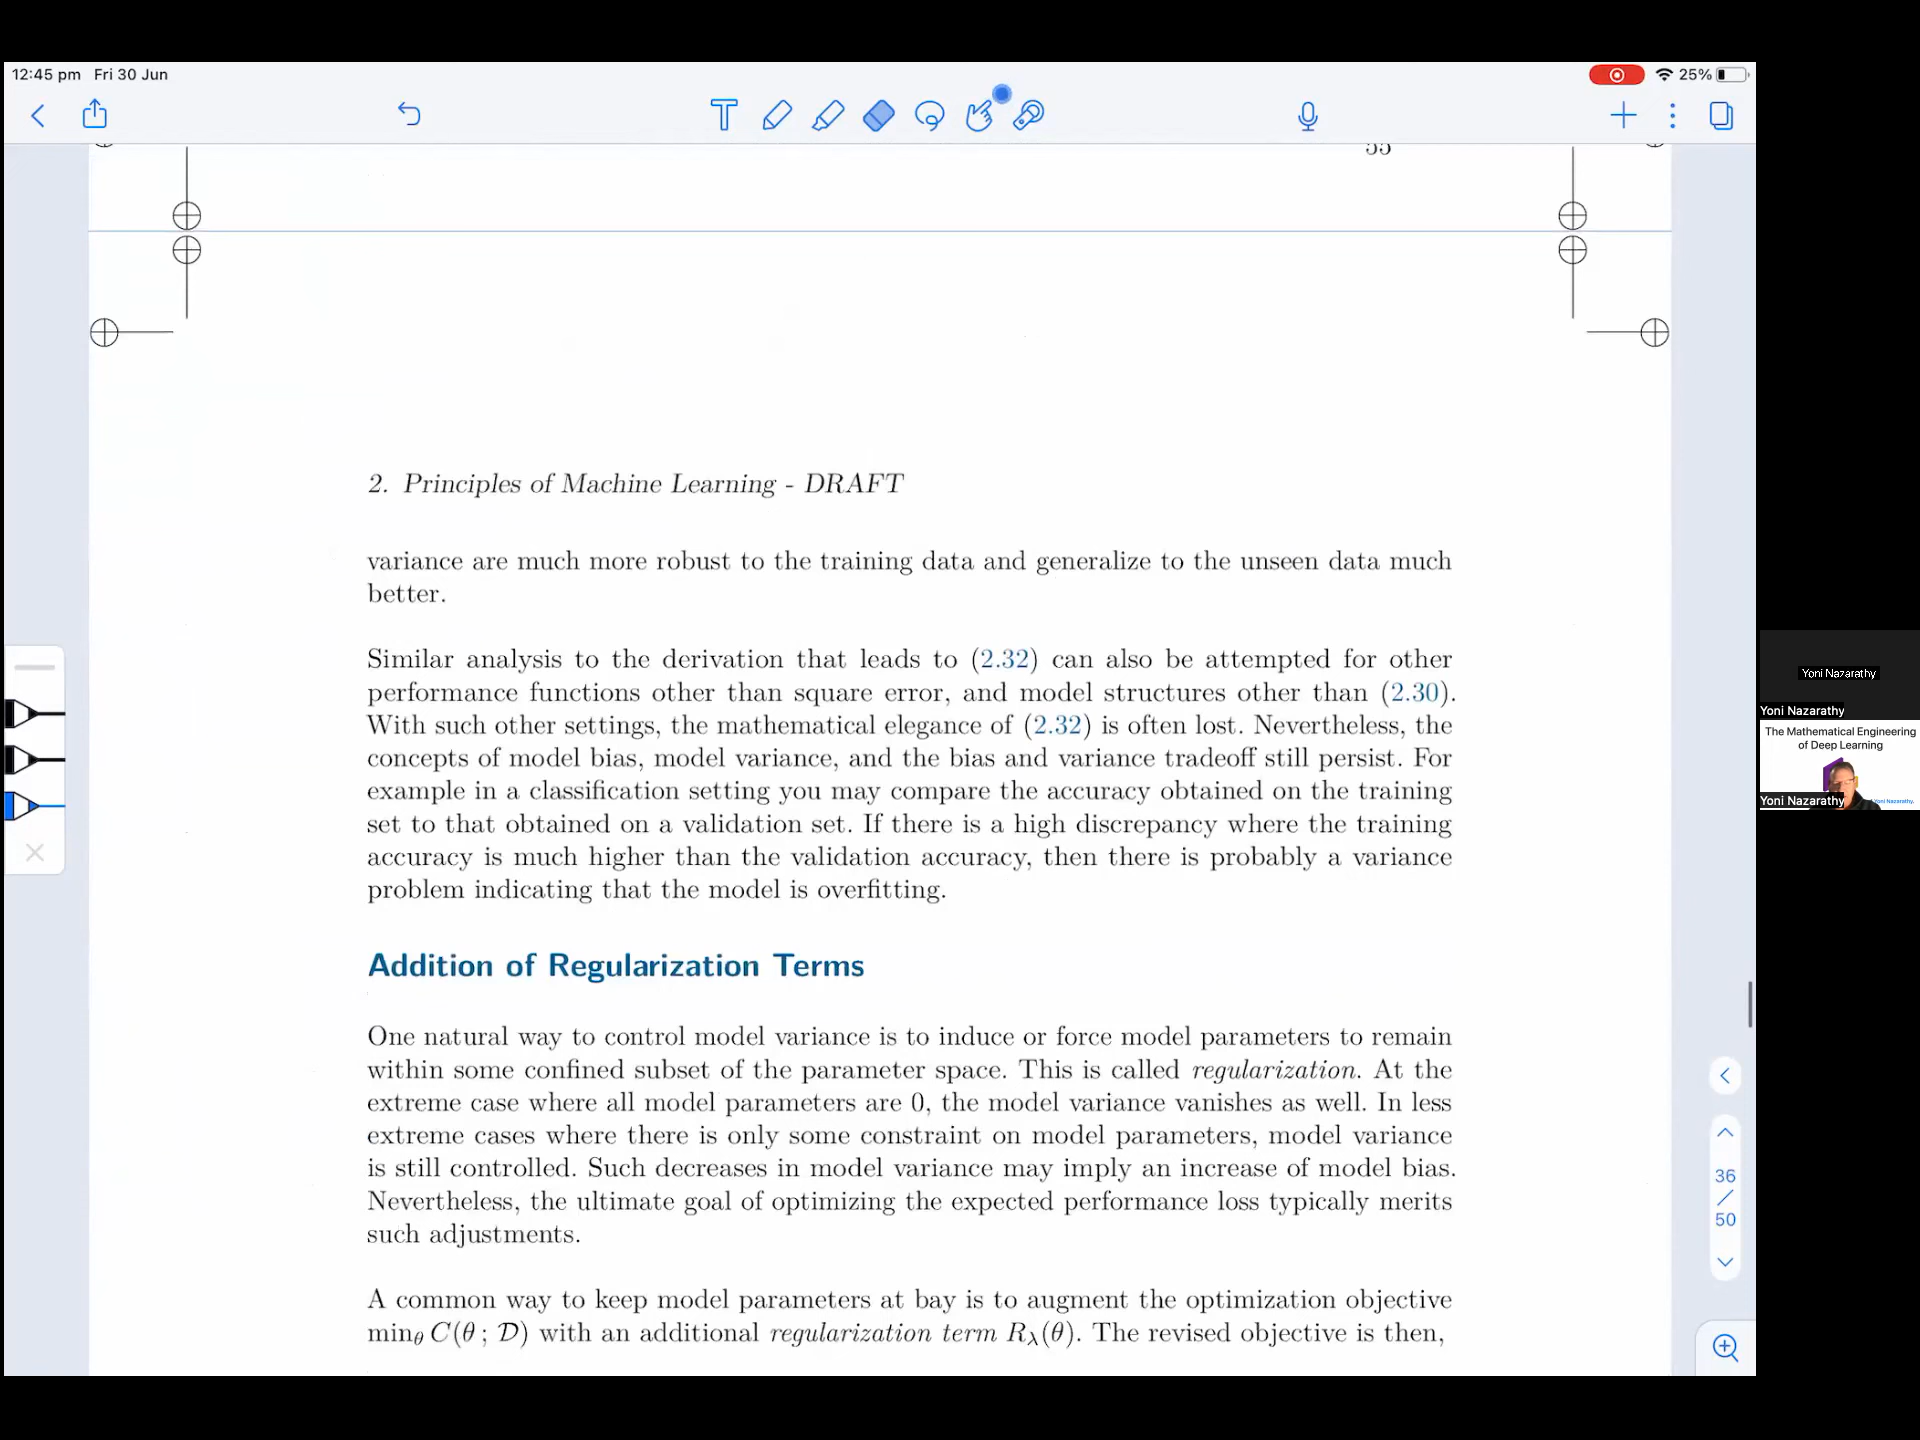 12:45 pm Fri 30 Jun
25%
55
2. Principles of Machine Learning - DRAFT
variance are much more robust to the training data and generalize to the unseen data much
better.
Similar analysis to the derivation that leads to (2.32) can also be attempted for other
performance functions other than square error, and model structures other than (2.30).
With such other settings, the mathematical elegance of (2.32) is often lost. Nevertheless, the
concepts of model bias, model variance, and the bias and variance tradeoff still persist. For
example in a classification setting you may compare the accuracy obtained on the training
set to that obtained on a validation set. If there is a high discrepancy where the training
accuracy is much higher than the validation accuracy, then there is probably a variance
problem indicating that the model is overfitting.
Addition of Regularization Terms
One natural way to control model variance is to induce or force model parameters to remain
within some confined subset of the parameter space. This is called regularization. At the
extreme case where all model parameters are 0, the model variance vanishes as well. In less
extreme cases where there is only some constraint on model parameters, model variance
is still controlled. Such decreases in model variance may imply an increase of model bias.
Nevertheless, the ultimate goal of optimizing the expected performance loss typically merits
such adjustments.
A common way to keep model parameters at bay is to augment the optimization objective
min_θ C(θ ; 𝒟) with an additional regularization term R_λ(θ). The revised objective is then,
36
/
50
Yoni Nazarathy
Yoni Nazarathy
The Mathematical Engineering
of Deep Learning
Yoni Nazarathy
Yoni Nazarathy.